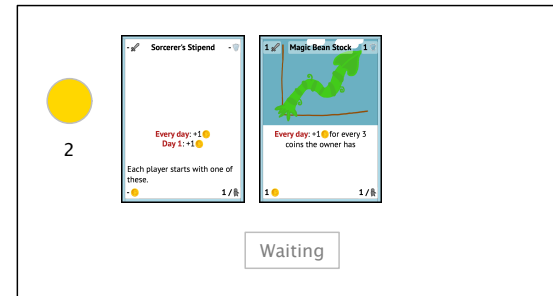 - Sorcerer's Stipend -
1 Magic Bean Stock 1
2
Every day: +1
Day 1: +1
Each player starts with one of
these.
- 1 /
Every day: +1 for every 3
coins the owner has
1 1 /
Waiting